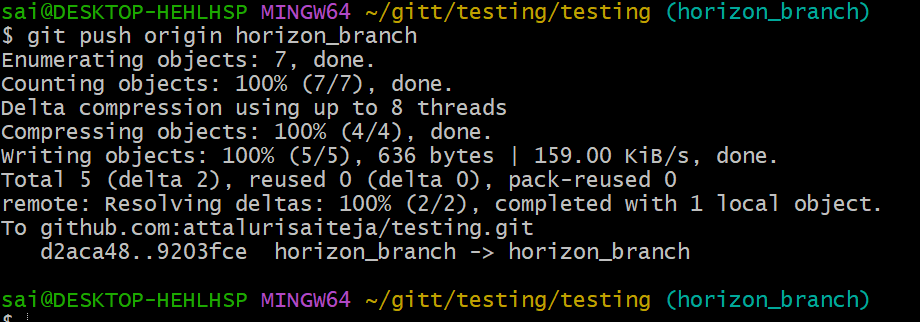 sai@DESKTOP-HEHLHSP MINGW64 ~/gitt/testing/testing (horizon_branch)
$ git push origin horizon_branch
Enumerating objects: 7, done.
Counting objects: 100% (7/7), done.
Delta compression using up to 8 threads
Compressing objects: 100% (4/4), done.
Writing objects: 100% (5/5), 636 bytes | 159.00 KiB/s, done.
Total 5 (delta 2), reused 0 (delta 0), pack-reused 0
remote: Resolving deltas: 100% (2/2), completed with 1 local object.
To github.com:attalurisaiteja/testing.git
   d2aca48..9203fce  horizon_branch -> horizon_branch
sai@DESKTOP-HEHLHSP MINGW64 ~/gitt/testing/testing (horizon_branch)
$